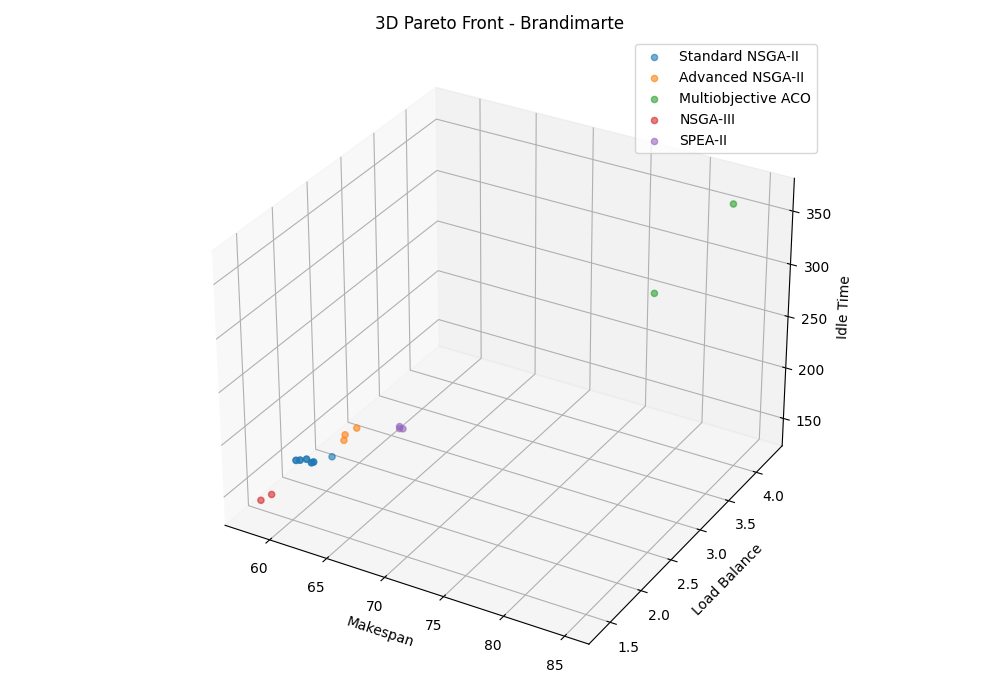 3D Pareto Front - Brandimarte
Standard NSGA-II
Advanced NSGA-II
Multiobjective ACO
NSGA-III
SPEA-II
350
300
250
200
150
Idle Time
4.0
3.5
3.0
2.5
2.0
1.5
Load Balance
60
65
70
75
80
85
Makespan